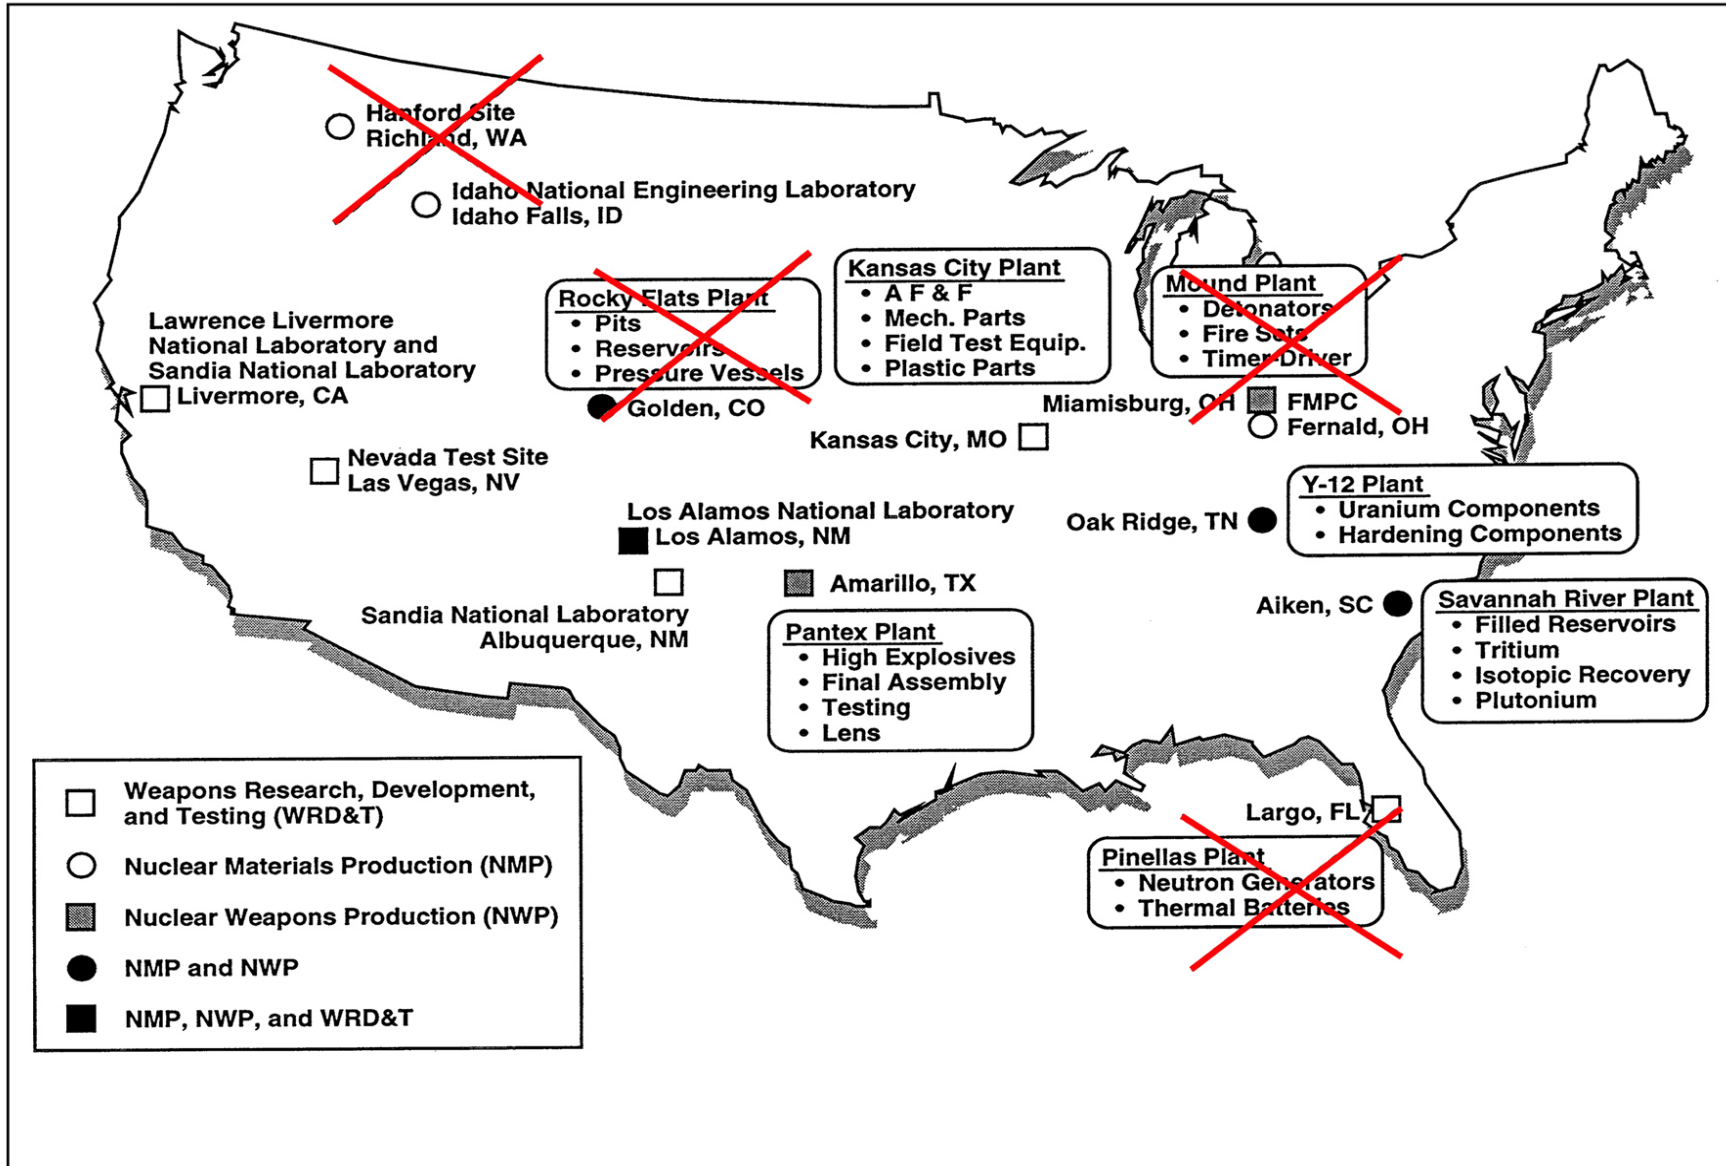 Hanford Site
Richland, WA
Idaho National Engineering Laboratory
Idaho Falls, ID
Rocky Flats Plant
• Pits
• Reservoirs
• Pressure Vessels
Golden, CO
Kansas City Plant
• A F & F
• Mech. Parts
• Field Test Equip.
• Plastic Parts
Kansas City, MO
Mound Plant
• Detonators
• Fire Sets
• Timer-Driver
Miamisburg, OH
FMPC
Fernald, OH
Lawrence Livermore
National Laboratory and
Sandia National Laboratory
Livermore, CA
Nevada Test Site
Las Vegas, NV
Los Alamos National Laboratory
Los Alamos, NM
Sandia National Laboratory
Albuquerque, NM
Amarillo, TX
Pantex Plant
• High Explosives
• Final Assembly
• Testing
• Lens
Oak Ridge, TN
Y-12 Plant
• Uranium Components
• Hardening Components
Aiken, SC
Savannah River Plant
• Filled Reservoirs
• Tritium
• Isotopic Recovery
• Plutonium
Largo, FL
Pinellas Plant
• Neutron Generators
• Thermal Batteries
Weapons Research, Development,
and Testing (WRD&T)
Nuclear Materials Production (NMP)
Nuclear Weapons Production (NWP)
NMP and NWP
NMP, NWP, and WRD&T